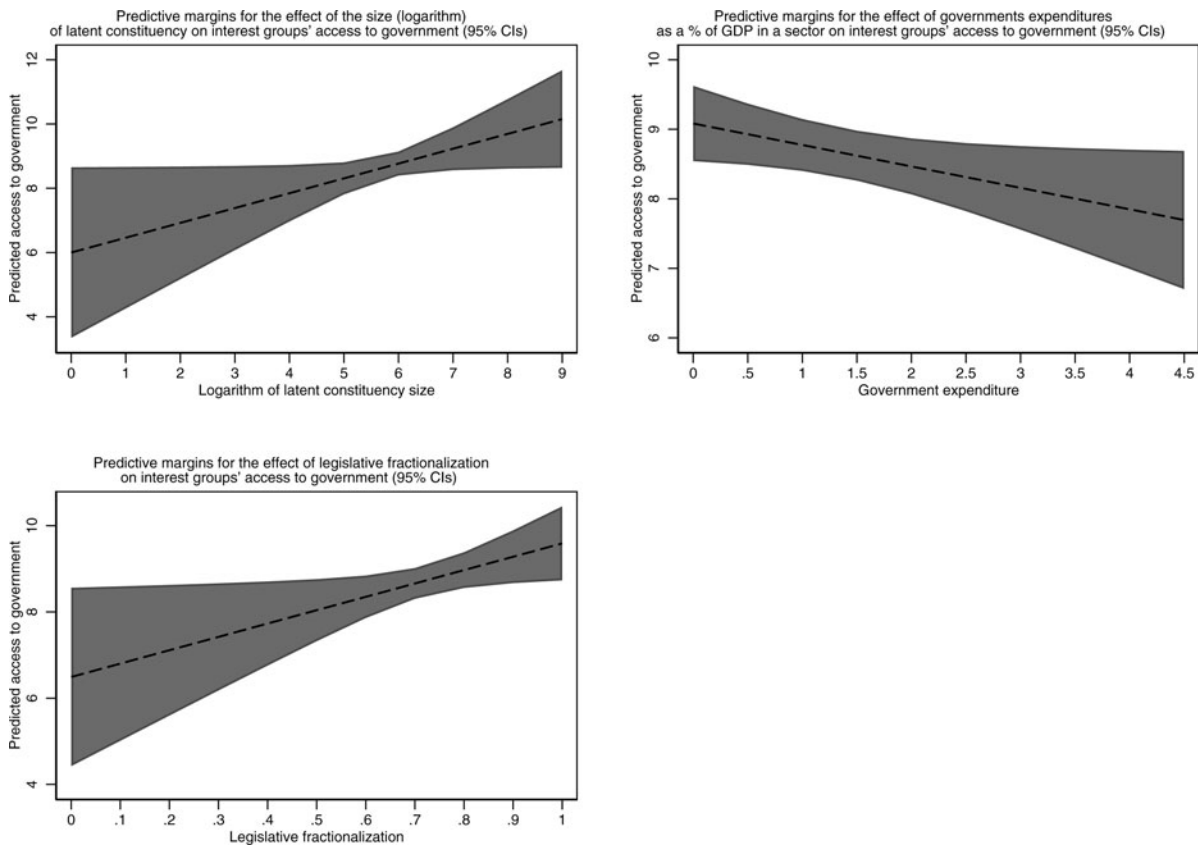 Predictive margins for the effect of the size (logarithm)
of latent constituency on interest groups' access to government (95% CIs)
12
10
8
6
4
Predicted access to government
0 1 2 3 4 5 6 7 8 9
Logarithm of latent constituency size
Predictive margins for the effect of governments expenditures
as a % of GDP in a sector on interest groups' access to government (95% CIs)
10
9
8
7
6
Predicted access to government
0 .5 1 1.5 2 2.5 3 3.5 4 4.5
Government expenditure
Predictive margins for the effect of legislative fractionalization
on interest groups' access to government (95% CIs)
10
8
6
4
Predicted access to government
0 .1 .2 .3 .4 .5 .6 .7 .8 .9 1
Legislative fractionalization